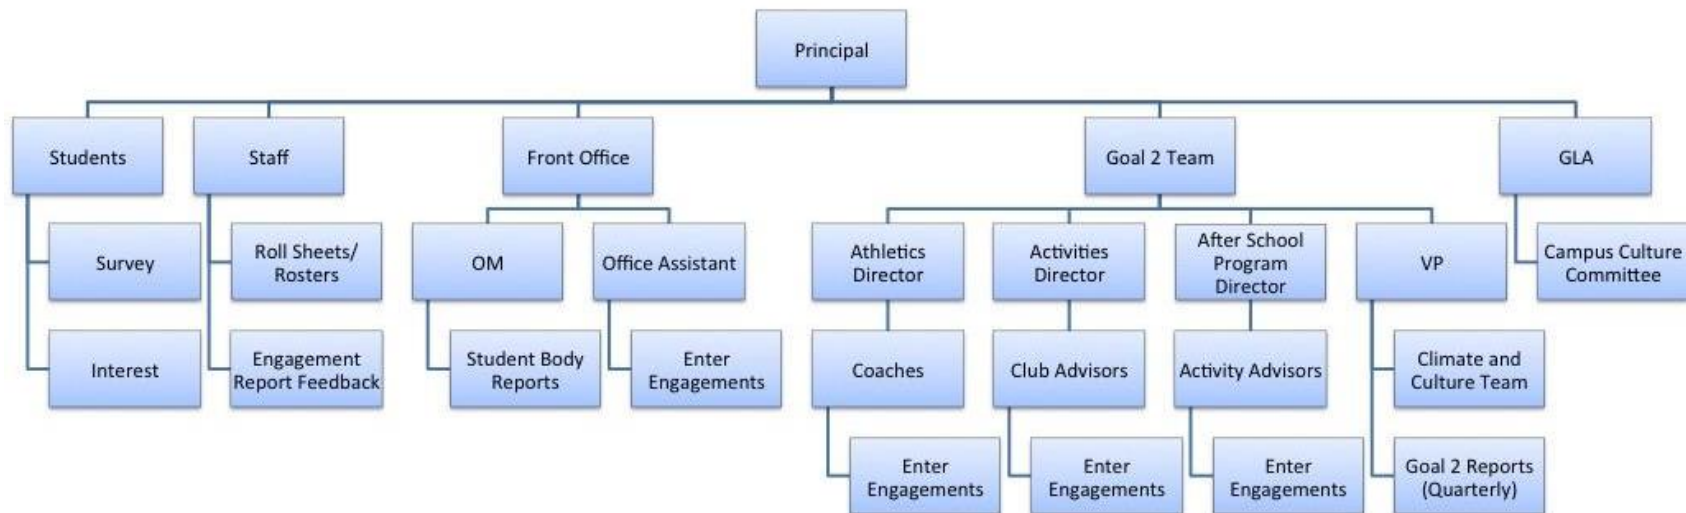 Principal
Students
Staff
Front Office
Goal 2 Team
GLA
Survey
Roll Sheets/
Rosters
OM
Office Assistant
Athletics
Director
Activities
Director
After School
Program
Director
VP
Campus Culture
Committee
Interest
Engagement
Report Feedback
Student Body
Reports
Enter
Engagements
Coaches
Club Advisors
Activity Advisors
Climate and
Culture Team
Enter
Engagements
Enter
Engagements
Enter
Engagements
Goal 2 Reports
(Quarterly)